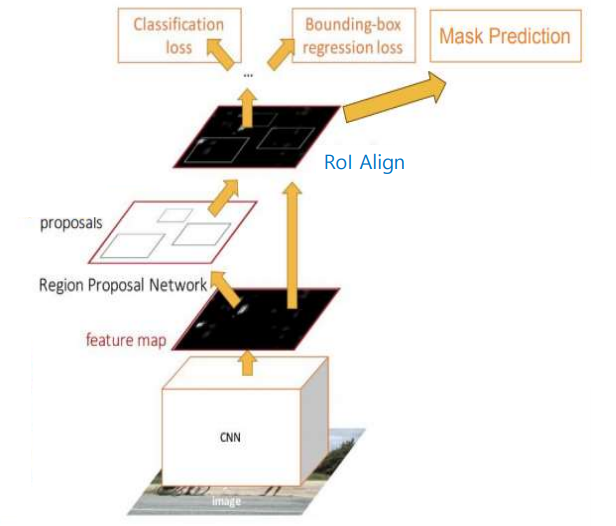 Classification
loss
Bounding-box
regression loss
Mask Prediction
...
RoI Align
proposals
Region Proposal Network
feature map
CNN
image